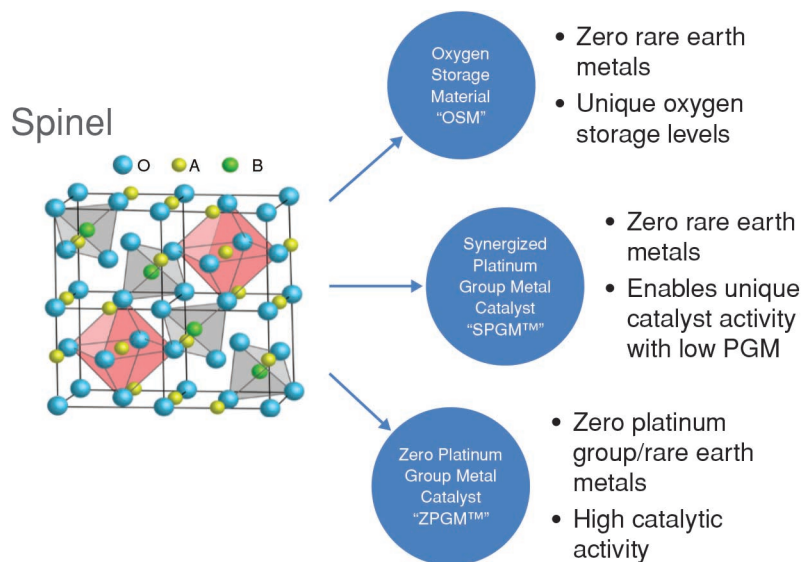 Spinel
O A B
Oxygen
Storage
Material
“OSM”
• Zero rare earth
metals
• Unique oxygen
storage levels
Synergized
Platinum
Group Metal
Catalyst
“SPGM™”
• Zero rare earth
metals
• Enables unique
catalyst activity
with low PGM
Zero Platinum
Group Metal
Catalyst
“ZPGM™”
• Zero platinum
group/rare earth
metals
• High catalytic
activity